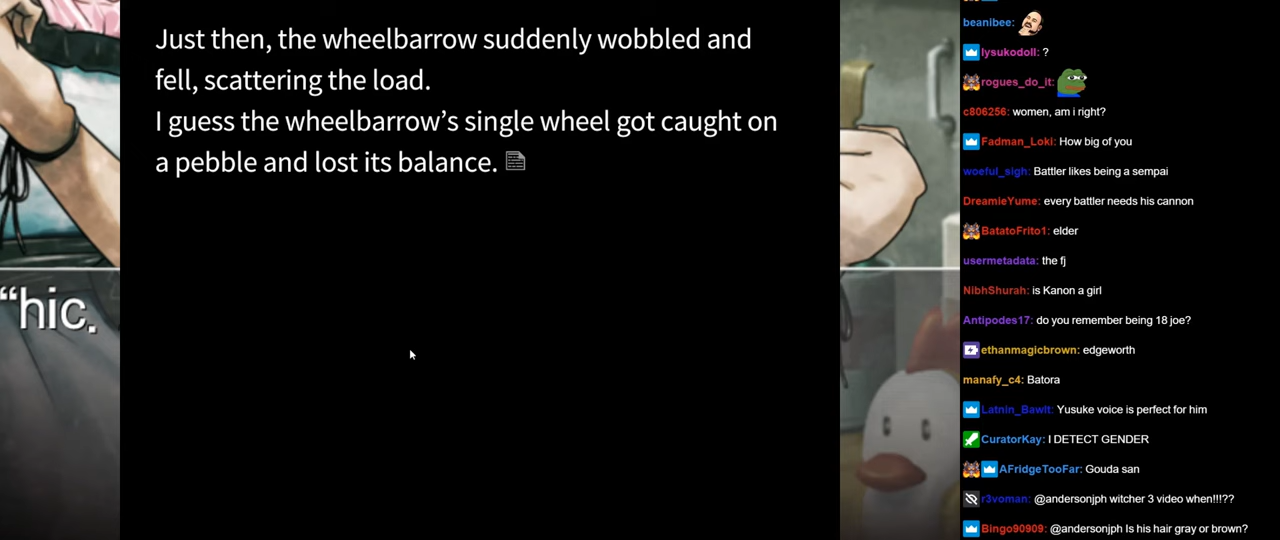 Just then, the wheelbarrow suddenly wobbled and
fell, scattering the load.
I guess the wheelbarrow’s single wheel got caught on
a pebble and lost its balance.
“hic.
beanibee:
lysukodoll: ?
rogues_do_it:
c806256: women, am i right?
Fadman_Loki: How big of you
woeful_sigh: Battler likes being a sempai
DreamieYume: every battler needs his cannon
BatatoFrito1: elder
usermetadata: the fj
NibhShurah: is Kanon a girl
Antipodes17: do you remember being 18 joe?
ethanmagicbrown: edgeworth
manafy_c4: Batora
Latnin_Bawlt: Yusuke voice is perfect for him
CuratorKay: I DETECT GENDER
AFridgeTooFar: Gouda san
r3voman: @andersonjph witcher 3 video when!!!??
Bingo90909: @andersonjph Is his hair gray or brown?